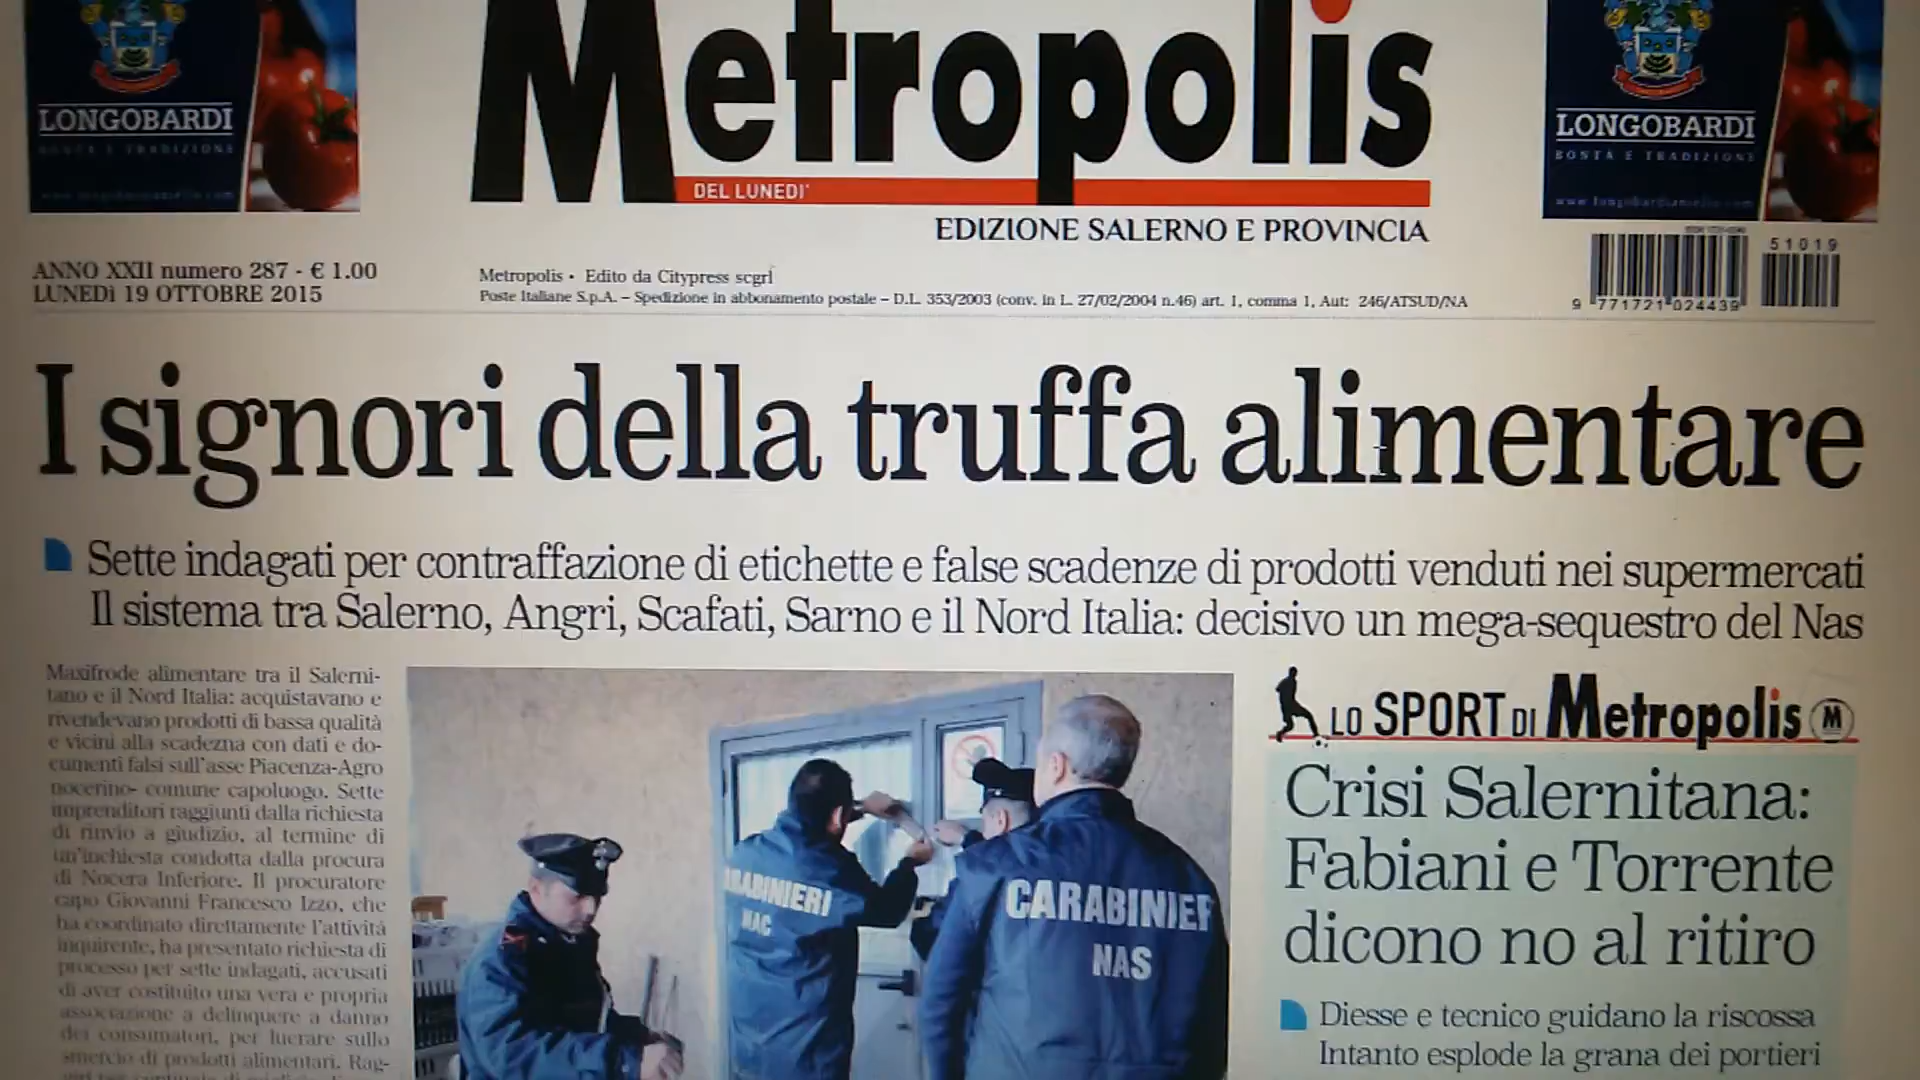 LONGOBARDI
BONTÀ E TRADIZIONE
Metropolis
DEL LUNEDI'
EDIZIONE SALERNO E PROVINCIA
LONGOBARDI
BONTÀ E TRADIZIONE
ANNO XXII numero 287 - € 1.00
LUNEDì 19 OTTOBRE 2015
Metropolis • Edito da Citypress scgrl
Poste Italiane S.p.A. – Spedizione in abbonamento postale – D.L. 353/2003 (conv. in L. 27/02/2004 n.46) art. 1, comma 1, Aut: 246/ATSUD/NA
51019
9 771721 024439
I signori della truffa alimentare
Sette indagati per contraffazione di etichette e false scadenze di prodotti venduti nei supermercati
Il sistema tra Salerno, Angri, Scafati, Sarno e il Nord Italia: decisivo un mega-sequestro del Nas
Maxifrode alimentare tra il Salerni-
tano e il Nord Italia: acquistavano e
rivendevano prodotti di bassa qualità
e vicini alla scadezna con dati e do-
cumenti falsi sull'asse Piacenza-Agro
nocerino- comune capoluogo. Sette
imprenditori raggiunti dalla richiesta
di rinvio a giudizio, al termine di
un'inchiesta condotta dalla procura
di Nocera Inferiore. Il procuratore
capo Giovanni Francesco Izzo, che
ha coordinato direttamente l'attività
inquirente, ha presentato richiesta di
processo per sette indagati, accusati
di aver costituito una vera e propria
associazione a delinquere a danno
dei consumatori, per lucrare sullo
smercio di prodotti alimentari. Rag-
CARABINIERI
NAS
LO SPORT DI Metropolis M
Crisi Salernitana:
Fabiani e Torrente
dicono no al ritiro
Diesse e tecnico guidano la riscossa
Intanto esplode la grana dei portieri